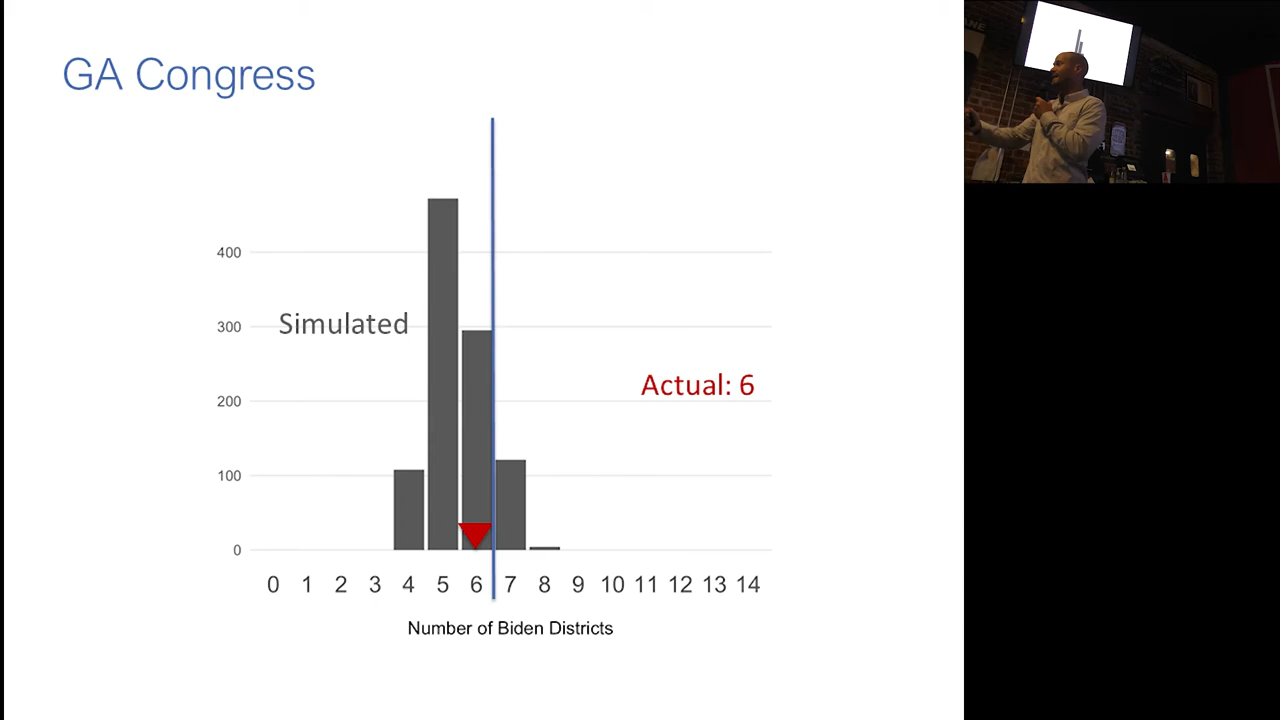 GA Congress
400
300
200
100
0
Simulated
Actual: 6
0 1 2 3 4 5 6 7 8 9 10 11 12 13 14
Number of Biden Districts